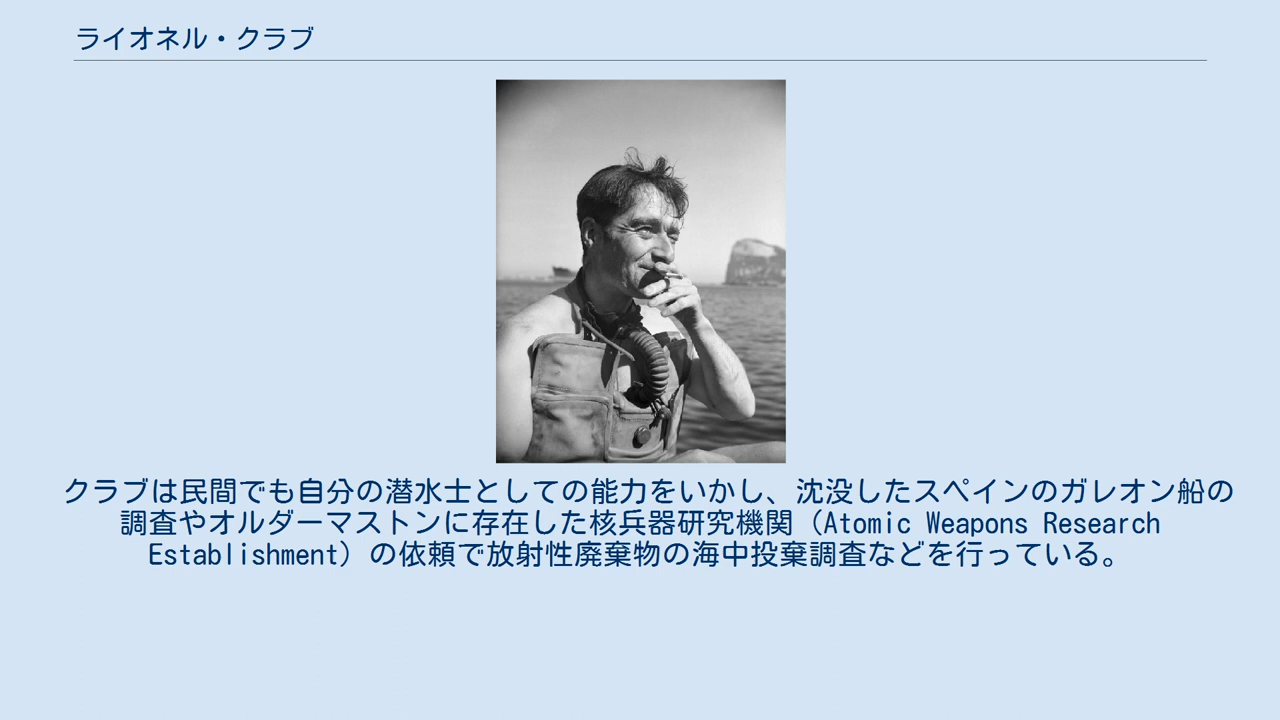 ライオネル・クラブ
クラブは民間でも自分の潜水士としての能力をいかし、沈没したスペインのガレオン船の
調査やオルダーマストンに存在した核兵器研究機関（Atomic Weapons Research
Establishment）の依頼で放射性廃棄物の海中投棄調査などを行っている。